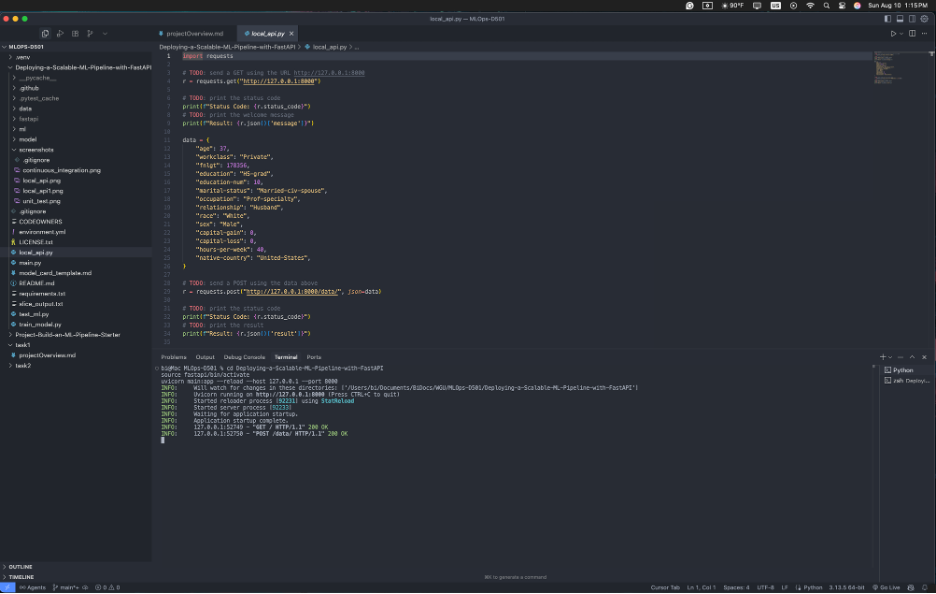 90°F
US
Sun Aug 10 1:15PM
local_api.py — MLOps-D501
projectOverview.md
local_api.py
MLOPS-D501
.venv
Deploying-a-Scalable-ML-Pipeline-with-FastAPI
__pycache__
.github
.pytest_cache
data
fastapi
ml
model
screenshots
.gitignore
continuous_integration.png
local_api.png
local_api1.png
unit_test.png
.gitignore
CODEOWNERS
environment.yml
LICENSE.txt
local_api.py
main.py
model_card_template.md
README.md
requirements.txt
slice_output.txt
test_ml.py
train_model.py
Project-Build-an-ML-Pipeline-Starter
task1
projectOverview.md
task2
OUTLINE
TIMELINE
Deploying-a-Scalable-ML-Pipeline-with-FastAPI > local_api.py > ...
import requests
# TODO: send a GET using the URL http://127.0.0.1:8000
r = requests.get("http://127.0.0.1:8000")
# TODO: print the status code
print(f"Status Code: {r.status_code}")
# TODO: print the welcome message
print(f"Result: {r.json()['message']}")
data = {
"age": 37,
"workclass": "Private",
"fnlgt": 178356,
"education": "HS-grad",
"education-num": 10,
"marital-status": "Married-civ-spouse",
"occupation": "Prof-specialty",
"relationship": "Husband",
"race": "White",
"sex": "Male",
"capital-gain": 0,
"capital-loss": 0,
"hours-per-week": 40,
"native-country": "United-States",
}
# TODO: send a POST using the data above
r = requests.post("http://127.0.0.1:8000/data/", json=data)
# TODO: print the status code
print(f"Status Code: {r.status_code}")
# TODO: print the result
print(f"Result: {r.json()['result']}")
Problems Output Debug Console Terminal Ports
bi@Mac MLOps-D501 % cd Deploying-a-Scalable-ML-Pipeline-with-FastAPI
source fastapi/bin/activate
uvicorn main:app --reload --host 127.0.0.1 --port 8000
INFO: Will watch for changes in these directories: ['/Users/bi/Documents/BiDocs/WGU/MLOps-D501/Deploying-a-Scalable-ML-Pipeline-with-FastAPI']
INFO: Uvicorn running on http://127.0.0.1:8000 (Press CTRL+C to quit)
INFO: Started reloader process [92231] using StatReload
INFO: Started server process [92233]
INFO: Waiting for application startup.
INFO: Application startup complete.
INFO: 127.0.0.1:52749 - "GET / HTTP/1.1" 200 OK
INFO: 127.0.0.1:52750 - "POST /data/ HTTP/1.1" 200 OK
Python
zsh Deployi...
⌘K to generate a command
Agents main*+ 0 0
Cursor Tab Ln 1, Col 1 Spaces: 4 UTF-8 LF Python 3.13.5 64-bit Go Live